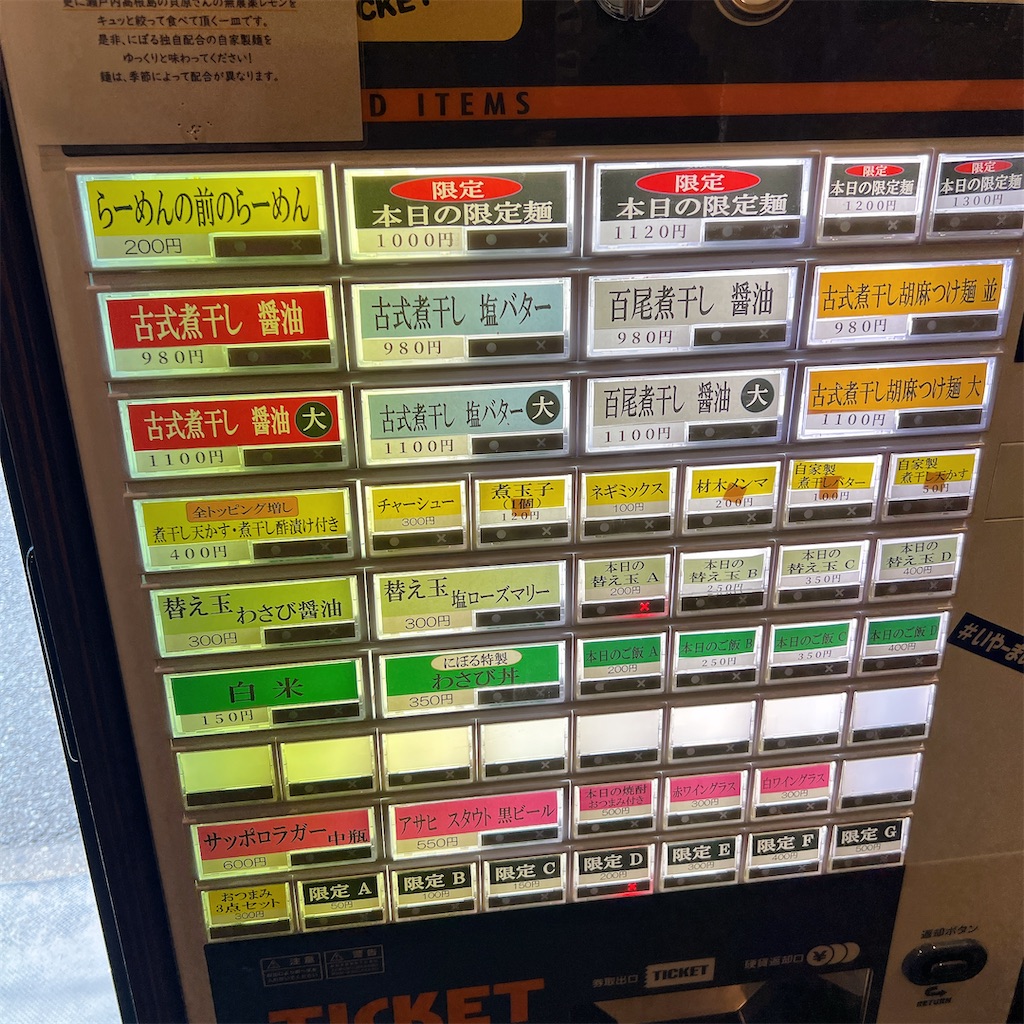 更に瀬戸内高根島の貝原さんの無農薬レモンを
キュッと絞って食べて頂く一皿です。
是非、にぼる独自配合の自家製麺を
ゆっくりと味わってください!
麺は、季節によって配合が異なります。
CKET
D ITEMS
らーめんの前のらーめん
200円
限定
本日の限定麺
1000円
限定
本日の限定麺
1120円
限定
本日の限定麺
1200円
限定
本日の限定麺
1300円
古式煮干し 醤油
980円
古式煮干し 塩バター
980円
百尾煮干し 醤油
980円
古式煮干し胡麻つけ麺 並
980円
古式煮干し 醤油 大
1100円
古式煮干し 塩バター 大
1100円
百尾煮干し 醤油 大
1100円
古式煮干し胡麻つけ麺 大
1100円
全トッピング増し
煮干し天かす・煮干し酢漬け付き
400円
チャーシュー
300円
煮玉子
(1個)
120円
ネギミックス
100円
材木メンマ
200円
自家製
煮干しバター
100円
自家製
煮干し天かす
50円
替え玉 わさび醤油
300円
替え玉 塩ローズマリー
300円
本日の
替え玉 A
200円
本日の
替え玉 B
250円
本日の
替え玉 C
350円
本日の
替え玉 D
400円
白米
150円
にぼる特製
わさび丼
350円
本日のご飯 A
200円
本日のご飯 B
250円
本日のご飯 C
350円
本日のご飯 D
400円
サッポロラガー 中瓶
600円
アサヒ スタウト 黒ビール
550円
本日の焼酎
おつまみ付き
500円
赤ワイングラス
300円
白ワイングラス
300円
おつまみ
3点セット
300円
限定 A
50円
限定 B
100円
限定 C
150円
限定 D
200円
限定 E
300円
限定 F
400円
限定 G
500円
#いやーまた
注意
警告
TICKET
券取出口
TICKET
硬貨返却口
¥
返却ボタン
RETURN